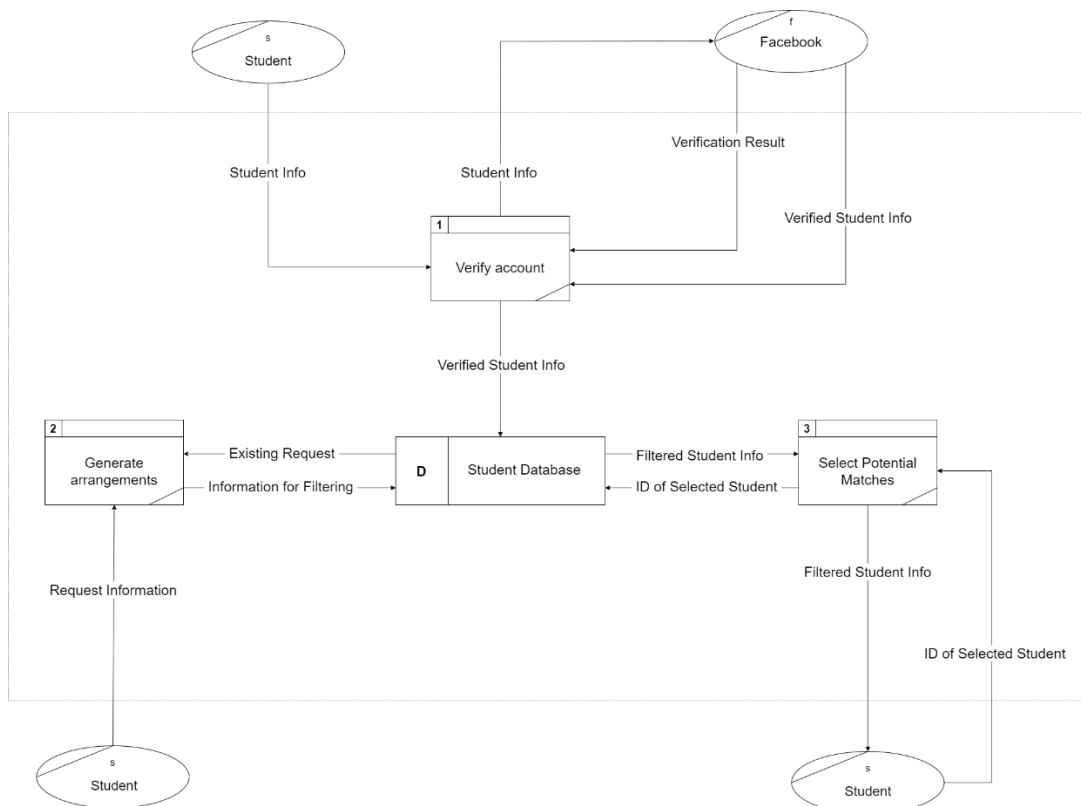 s
Student
f
Facebook
Student Info
Student Info
Verification Result
Verified Student Info
1
Verify account
Verified Student Info
2
Generate
arrangements
Existing Request
Information for Filtering
D
Student Database
Filtered Student Info
ID of Selected Student
3
Select Potential
Matches
Request Information
Filtered Student Info
ID of Selected Student
s
Student
s
Student